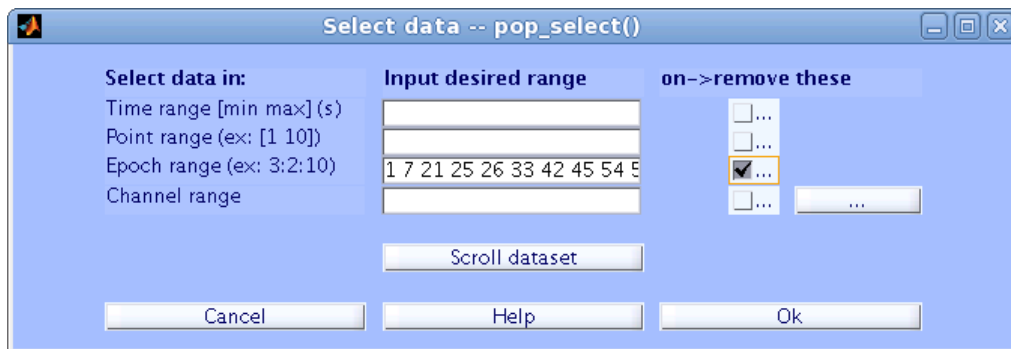 Select data -- pop_select()
Select data in: Input desired range on->remove these
Time range [min max] (s) ...
Point range (ex: [1 10]) ...
Epoch range (ex: 3:2:10) 1 7 21 25 26 33 42 45 54 ...
Channel range ... ...
Scroll dataset
Cancel Help Ok